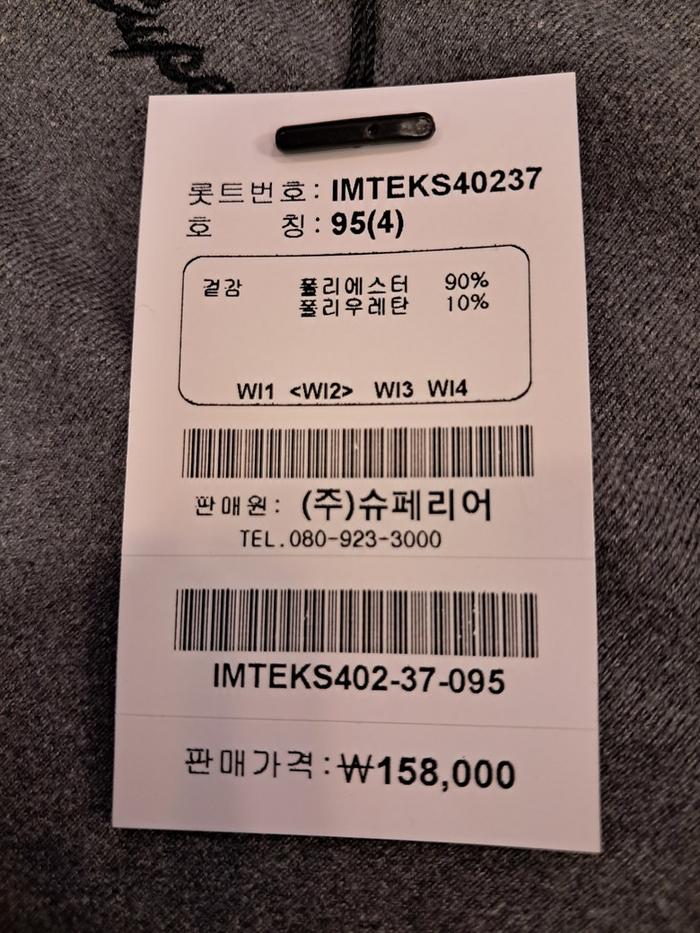 롯트번호: IMTEKS40237
호 칭: 95(4)
겉감 폴리에스터 90%
폴리우레탄 10%
WI1 <WI2> WI3 WI4
판매원: (주)슈페리어
TEL.080-923-3000
IMTEKS402-37-095
판매가격:₩158,000